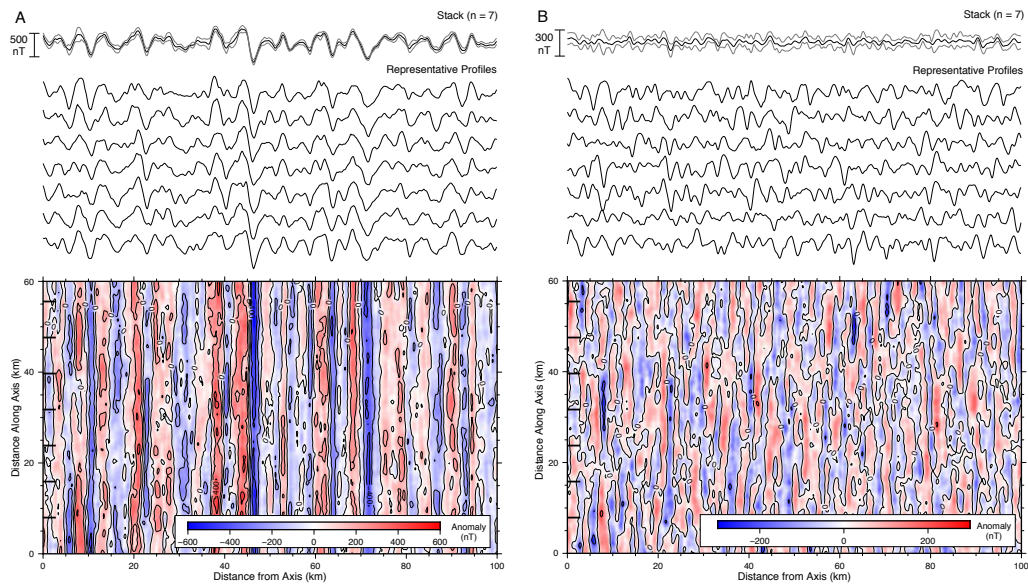 A
Stack (n = 7)
500
nT
Representative Profiles
60
40
20
0
Distance Along Axis (km)
−600 −400 −200 0 200 400 600
Anomaly
(nT)
0 20 40 60 80 100
Distance from Axis (km)
B
Stack (n = 7)
300
nT
Representative Profiles
60
40
20
0
Distance Along Axis (km)
−200 0 200
Anomaly
(nT)
0 20 40 60 80 100
Distance from Axis (km)